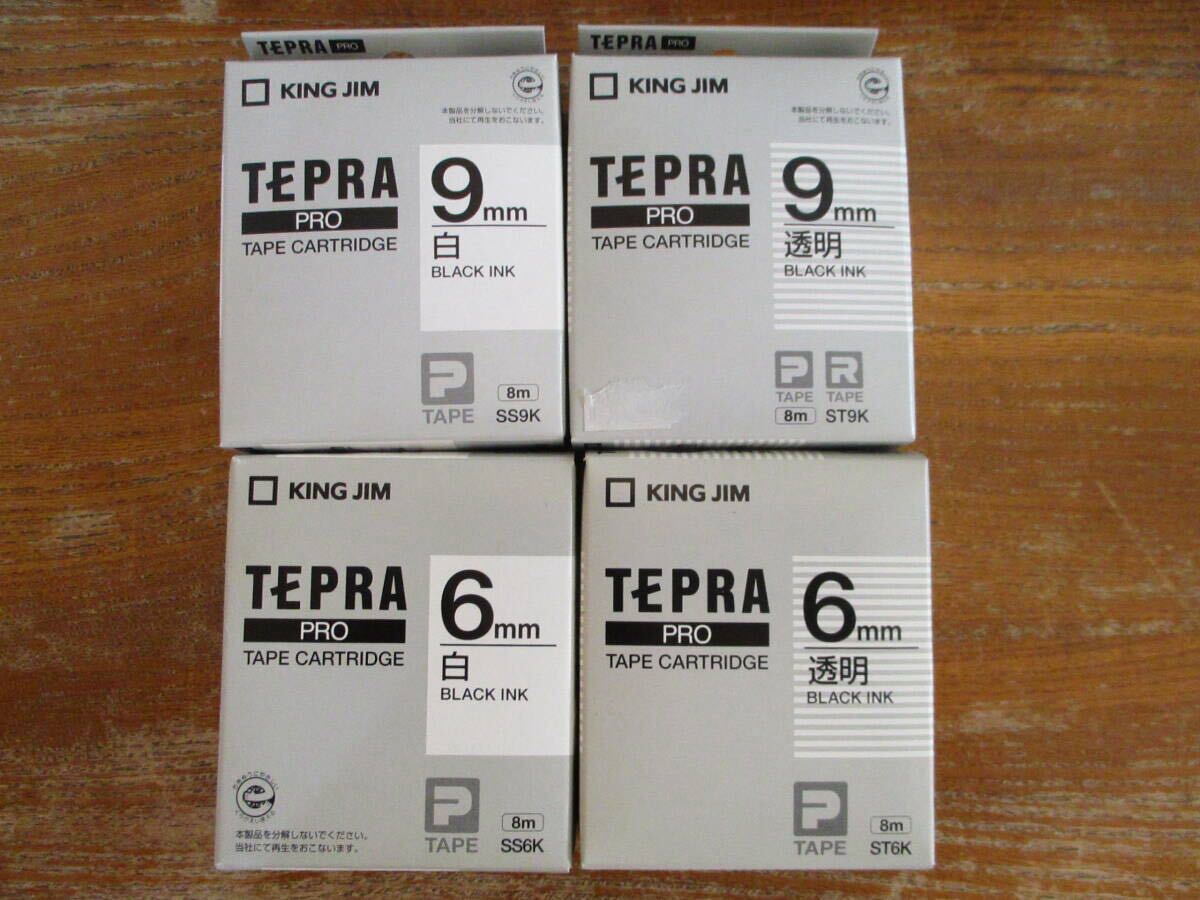 TEPRA PRO
KING JIM
本製品を分解しないでください。
当社にて再生をおこないます。
TEPRA
PRO
TAPE CARTRIDGE
9mm
白
BLACK INK
P
TAPE
8m
SS9K
TEPRA PRO
KING JIM
本製品を分解しないでください。
当社にて再生をおこないます。
TEPRA
PRO
TAPE CARTRIDGE
9mm
透明
BLACK INK
P R
TAPE TAPE
8m ST9K
KING JIM
TEPRA
PRO
TAPE CARTRIDGE
6mm
白
BLACK INK
本製品を分解しないでください。
当社にて再生をおこないます。
P
TAPE
8m
SS6K
KING JIM
TEPRA
PRO
TAPE CARTRIDGE
6mm
透明
BLACK INK
P
TAPE
8m
ST6K